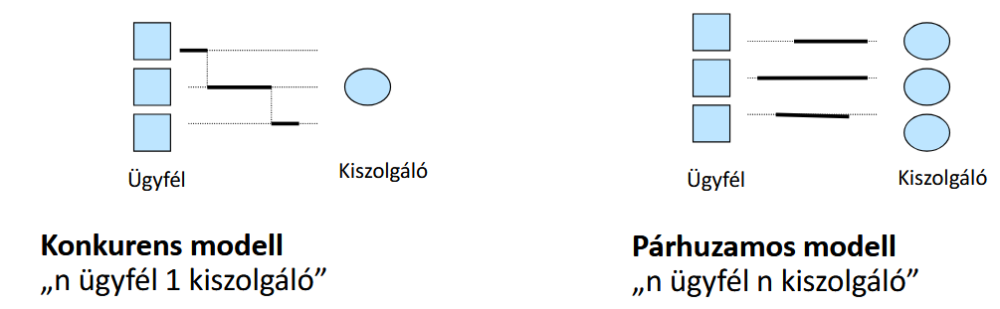 Ügyfél
Kiszolgáló
Konkurens modell
„n ügyfél 1 kiszolgáló”
Ügyfél
Kiszolgáló
Párhuzamos modell
„n ügyfél n kiszolgáló”